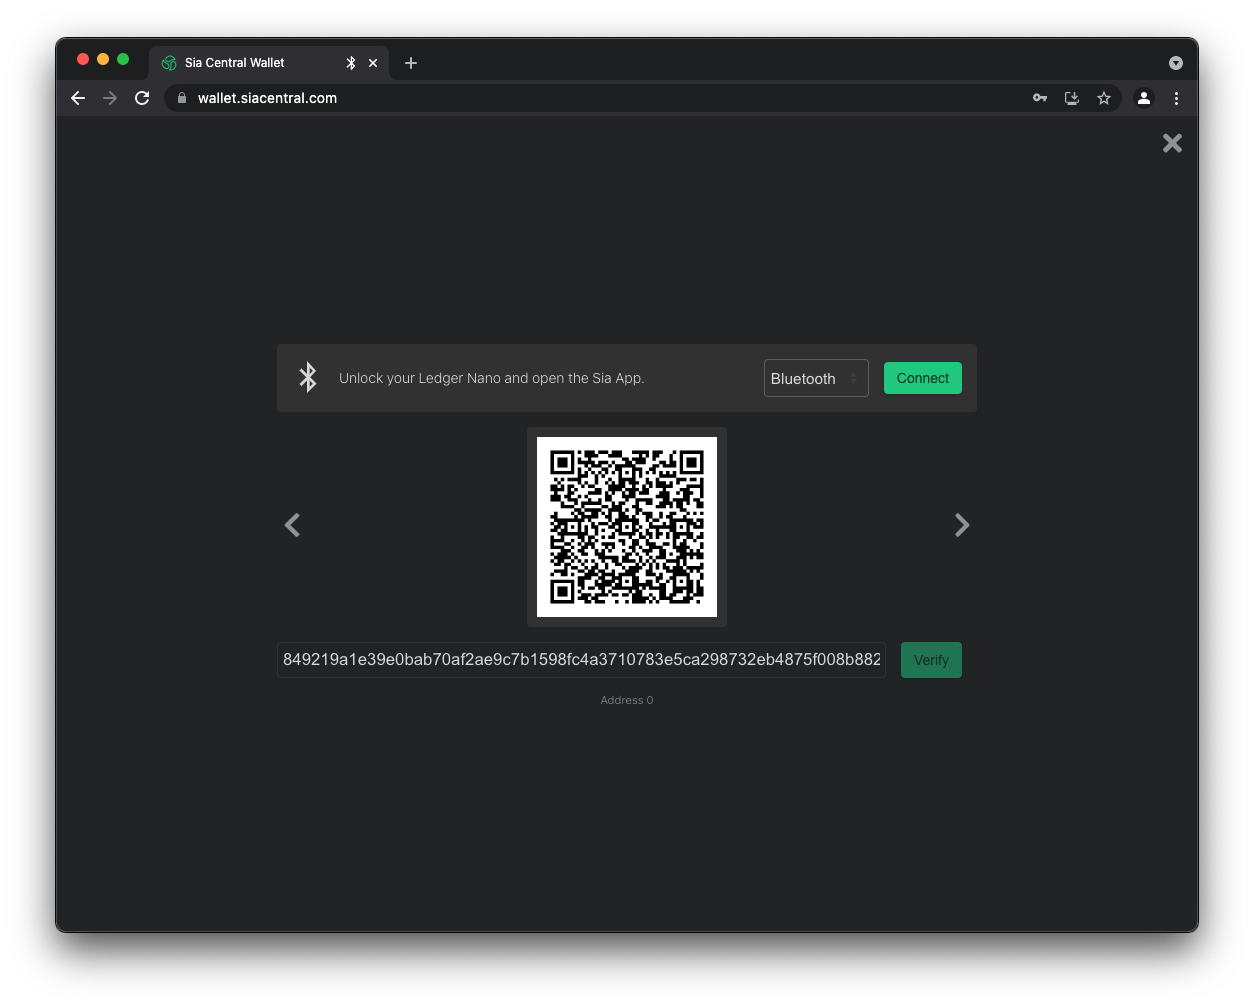 Sia Central Wallet
wallet.siacentral.com
Unlock your Ledger Nano and open the Sia App.
Bluetooth
Connect
849219a1e39e0bab70af2ae9c7b1598fc4a3710783e5ca298732eb4875f008b882
Verify
Address 0